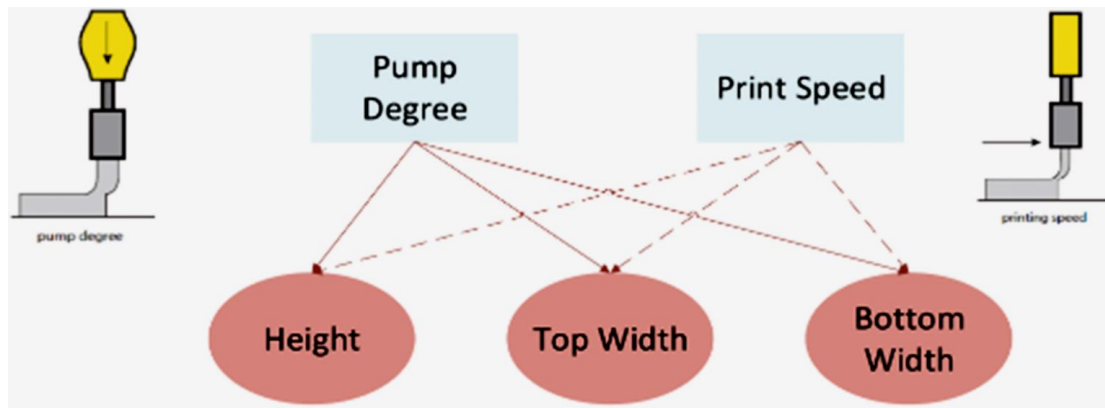 Pump
Degree
Print Speed
pump degree
printing speed
Height
Top Width
Bottom
Width